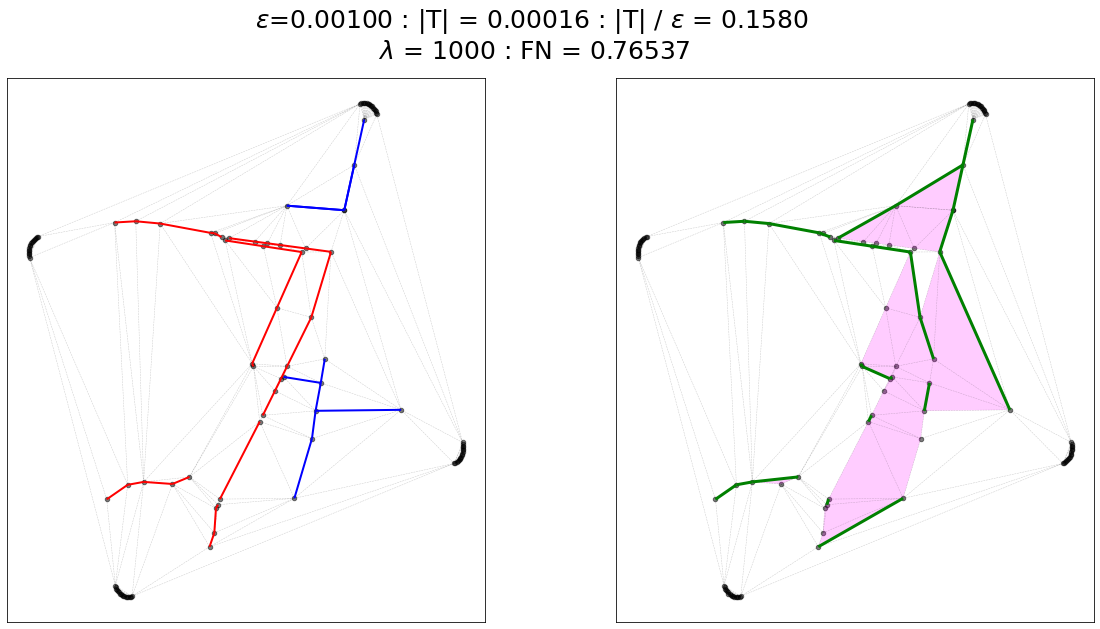 ε=0.00100 : |T| = 0.00016 : |T| / ε = 0.1580
λ = 1000 : FN = 0.76537